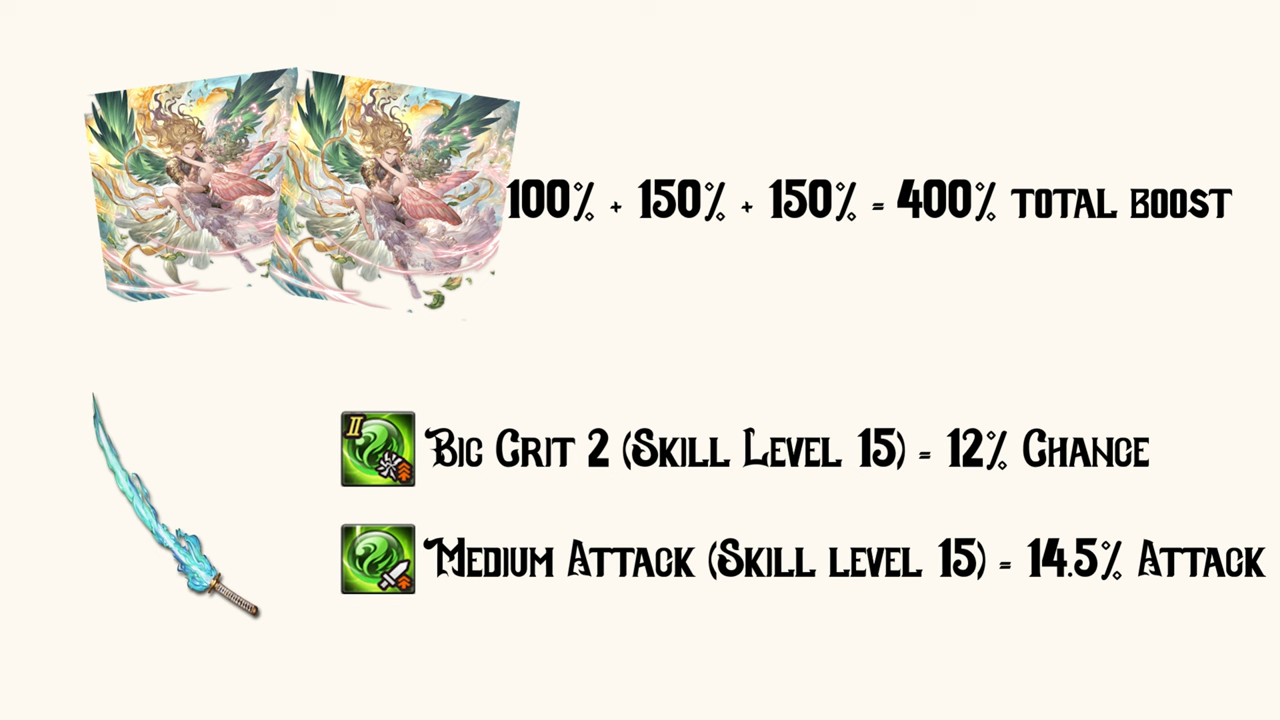 100% + 150% + 150% = 400% TOTAL BOOST
II
Big Crit 2 (Skill Level 15) = 12% Chance
Medium Attack (Skill level 15) = 14.5% Attack